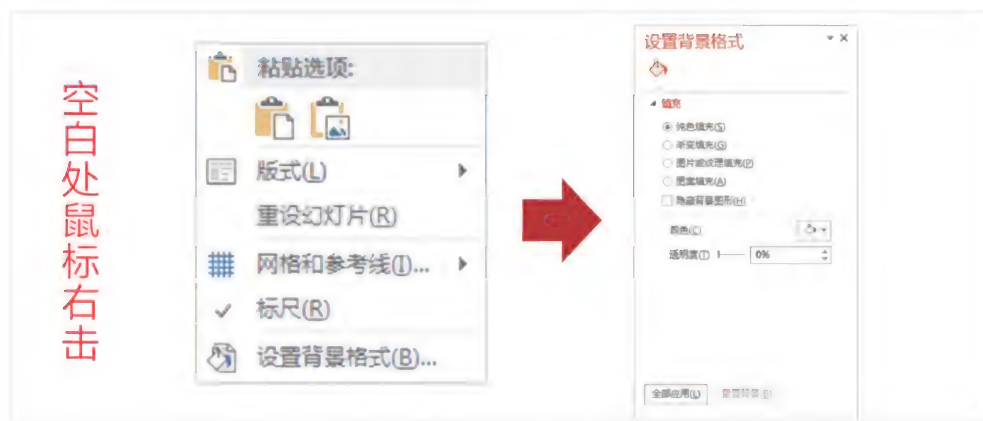 空白处鼠标右击
粘贴选项:
版式(L)
重设幻灯片(R)
网格和参考线(I)...
标尺(R)
设置背景格式(B)...
设置背景格式
填充
纯色填充(S)
渐变填充(G)
图片或纹理填充(P)
图案填充(A)
隐藏背景图形(H)
颜色(C)
透明度(T) 0%
全部应用(L) 重置背景(B)